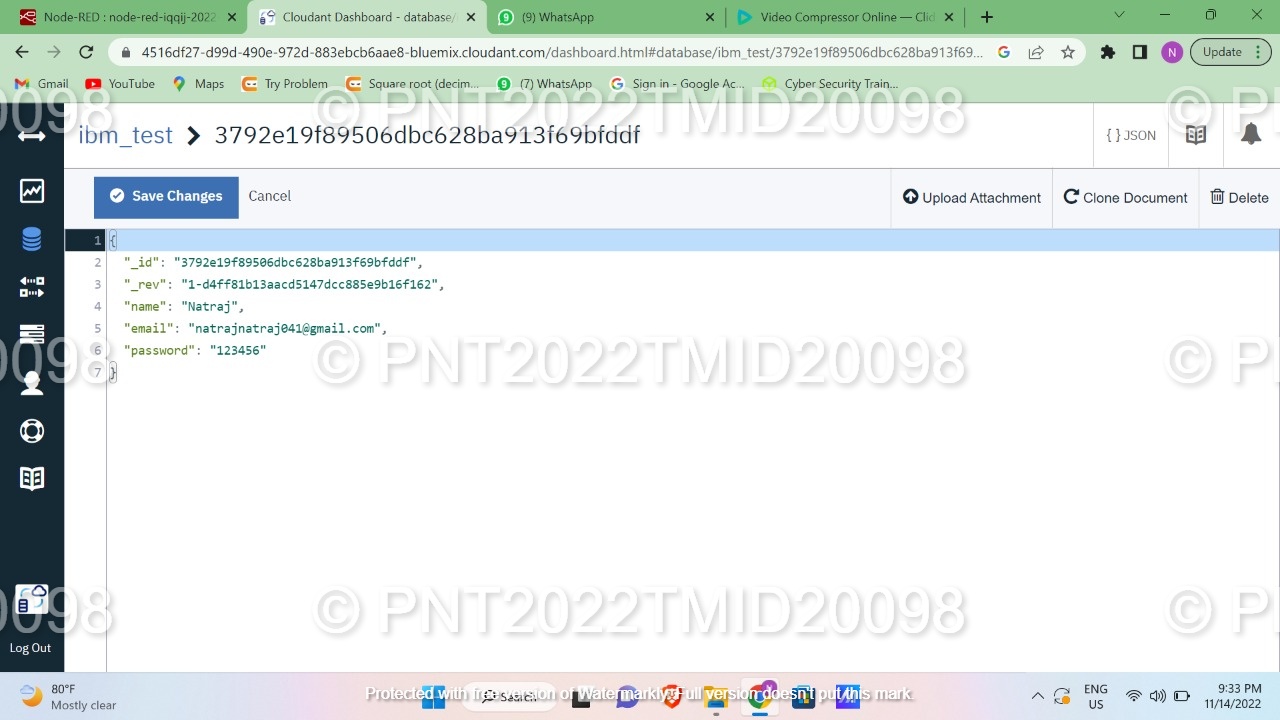 Node-RED : node-red-iqqij-2022
Cloudant Dashboard - database/
(9) WhatsApp
Video Compressor Online — Clid
4516df27-d99d-490e-972d-883ebcb6aae8-bluemix.cloudant.com/dashboard.html#database/ibm_test/3792e19f89506dbc628ba913f69...
N
Update
Gmail
YouTube
Maps
Try Problem
Square root (decim...
(7) WhatsApp
Sign in - Google Ac...
Cyber Security Train...
0098
© PNT2022TMID20098
© P
ibm_test
3792e19f89506dbc628ba913f69bfddf
{ } JSON
Save Changes
Cancel
Upload Attachment
Clone Document
Delete
1 {
2 "_id": "3792e19f89506dbc628ba913f69bfddf",
3 "_rev": "1-d4ff81b13aacd5147dcc885e9b16f162",
4 "name": "Natraj",
5 "email": "natrajnatraj041@gmail.com",
6 "password": "123456"
7 }
0098
© PNT2022TMID20098
© P
0098
© PNT2022TMID20098
© P
Log Out
80°F
Mostly clear
Search
Protected with free version of Watermarkly. Full version doesn't put this mark.
ENG
US
9:33 PM
11/14/2022